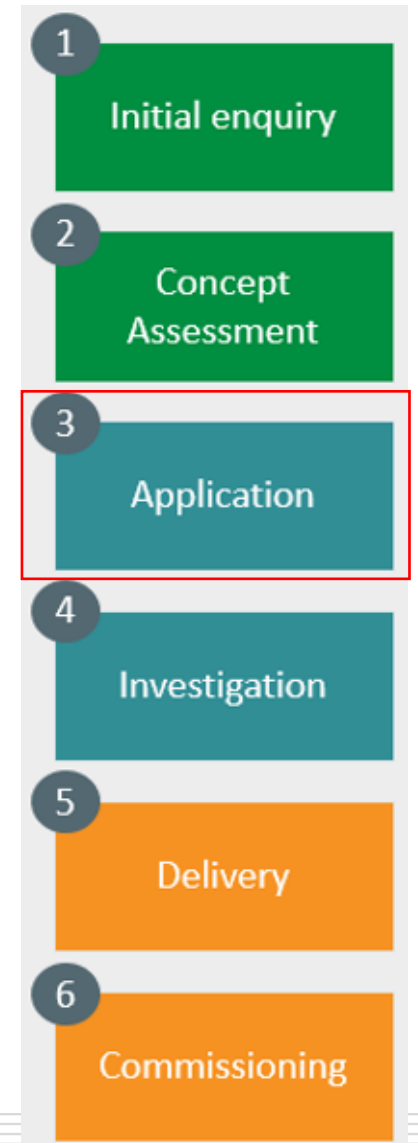 1
Initial enquiry
2
Concept
Assessment
3
Application
4
Investigation
5
Delivery
6
Commissioning